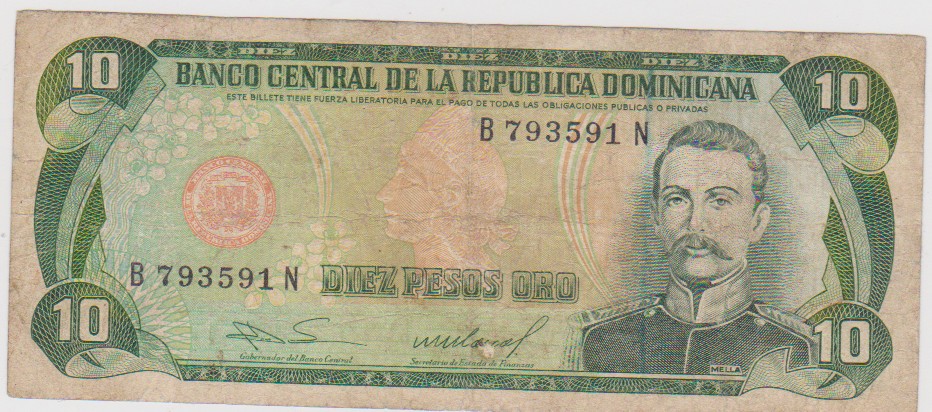 DIEZ DIEZ DIEZ
10 10
BANCO CENTRAL DE LA REPUBLICA DOMINICANA
ESTE BILLETE TIENE FUERZA LIBERATORIA PARA EL PAGO DE TODAS LAS OBLIGACIONES PUBLICAS O PRIVADAS
B 793591 N
B 793591 N
DIEZ PESOS ORO
10 10
Gobernador del Banco Central Secretario de Estado de Finanzas
MELLA